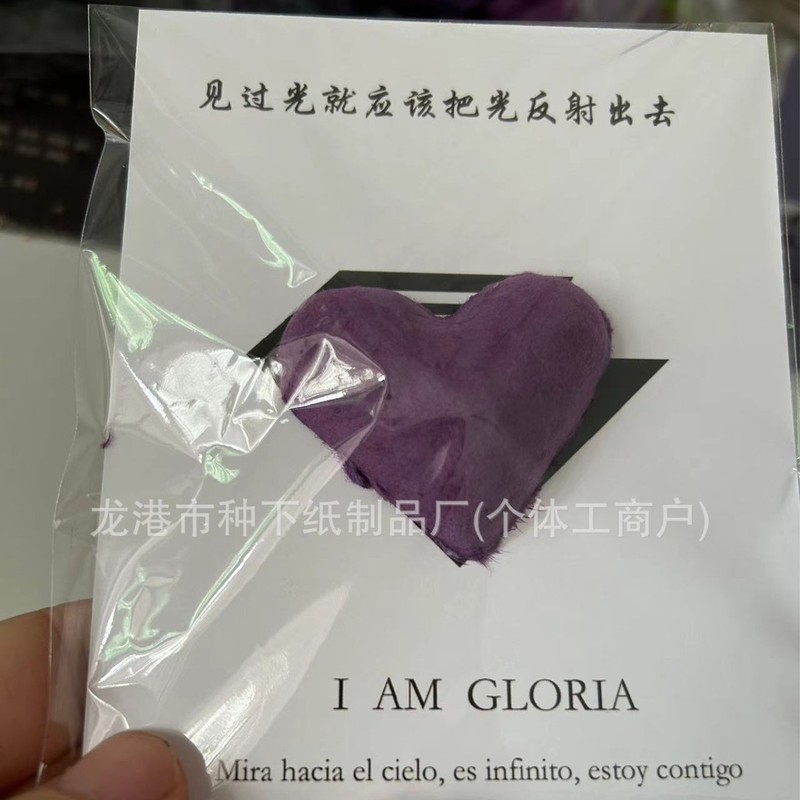 见过光就应该把光反射出去
龙港市种下纸制品厂(个体工商户)
I AM GLORIA
Mira hacia el cielo, es infinito, estoy contigo